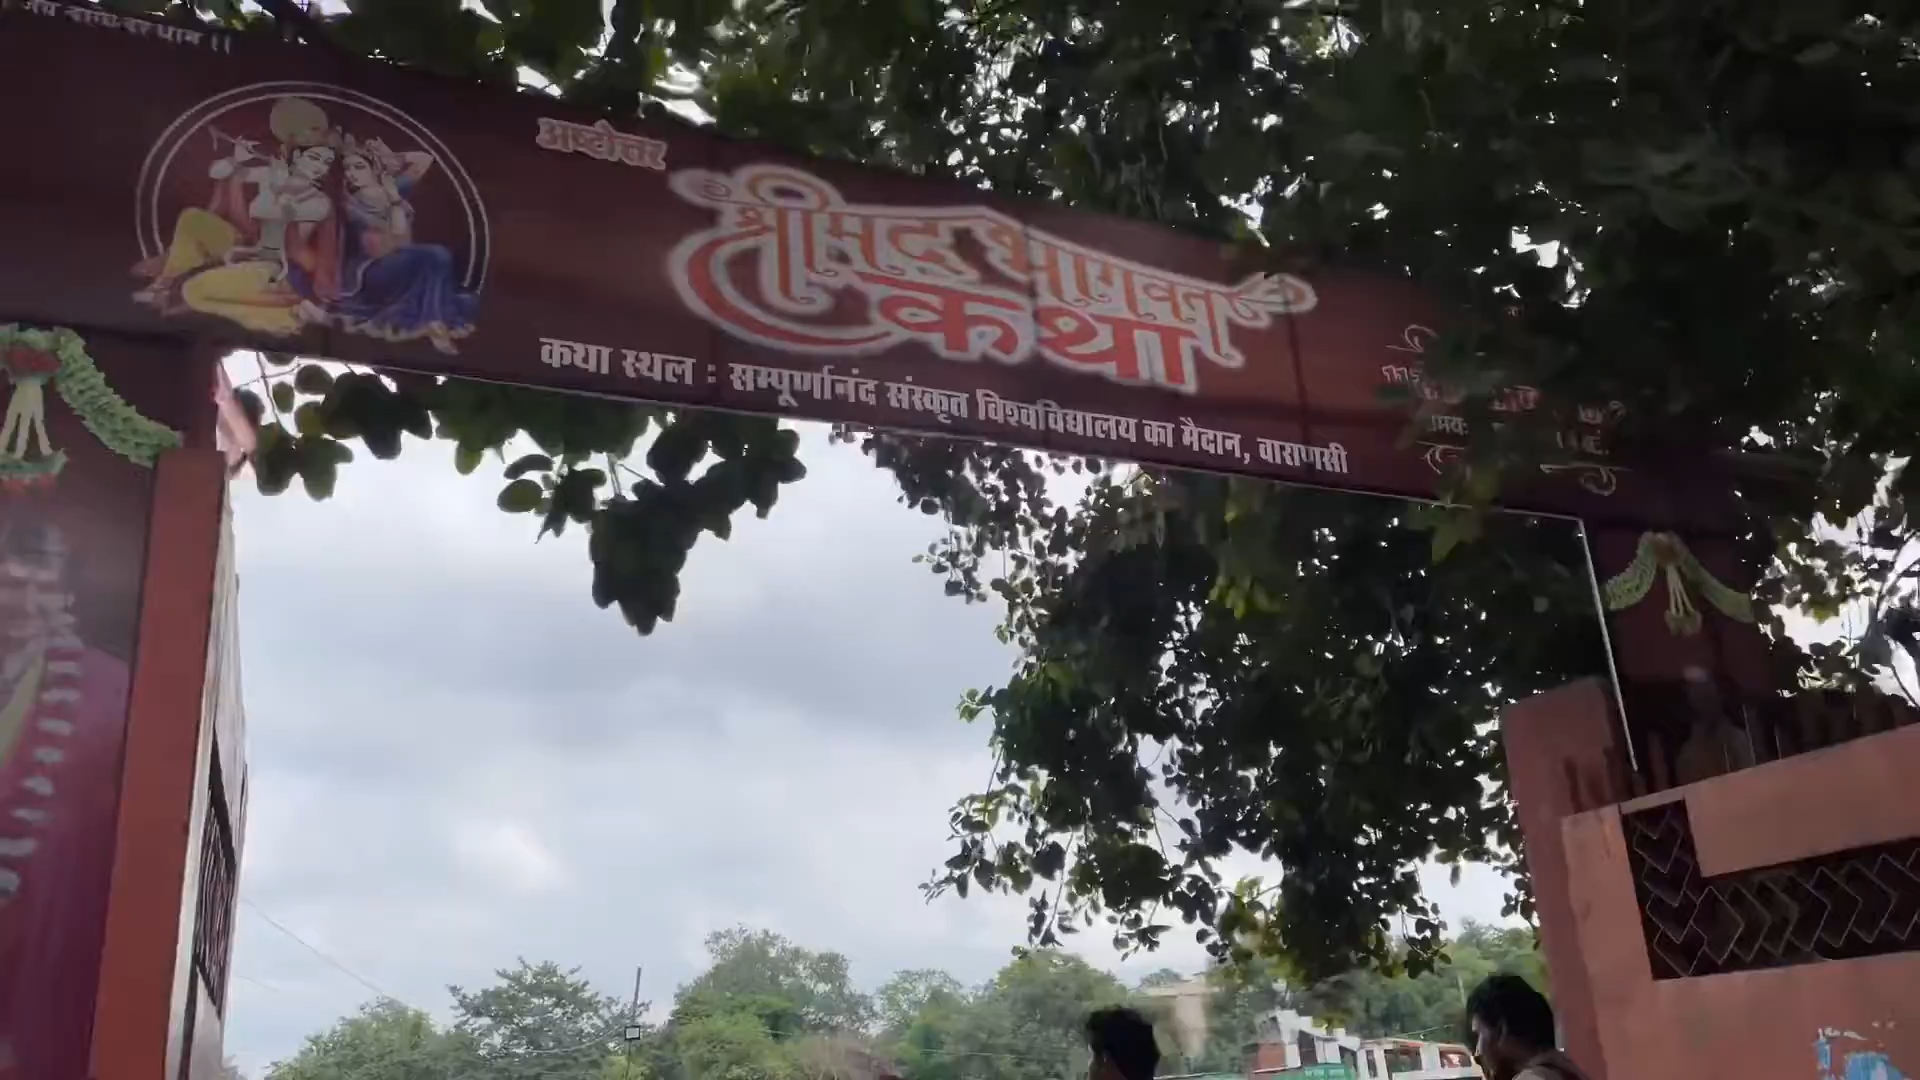 अष्टोत्तर
श्रीमद् भागवत
कथा
कथा स्थल : सम्पूर्णानंद संस्कृत विश्वविद्यालय का मैदान, वाराणसी